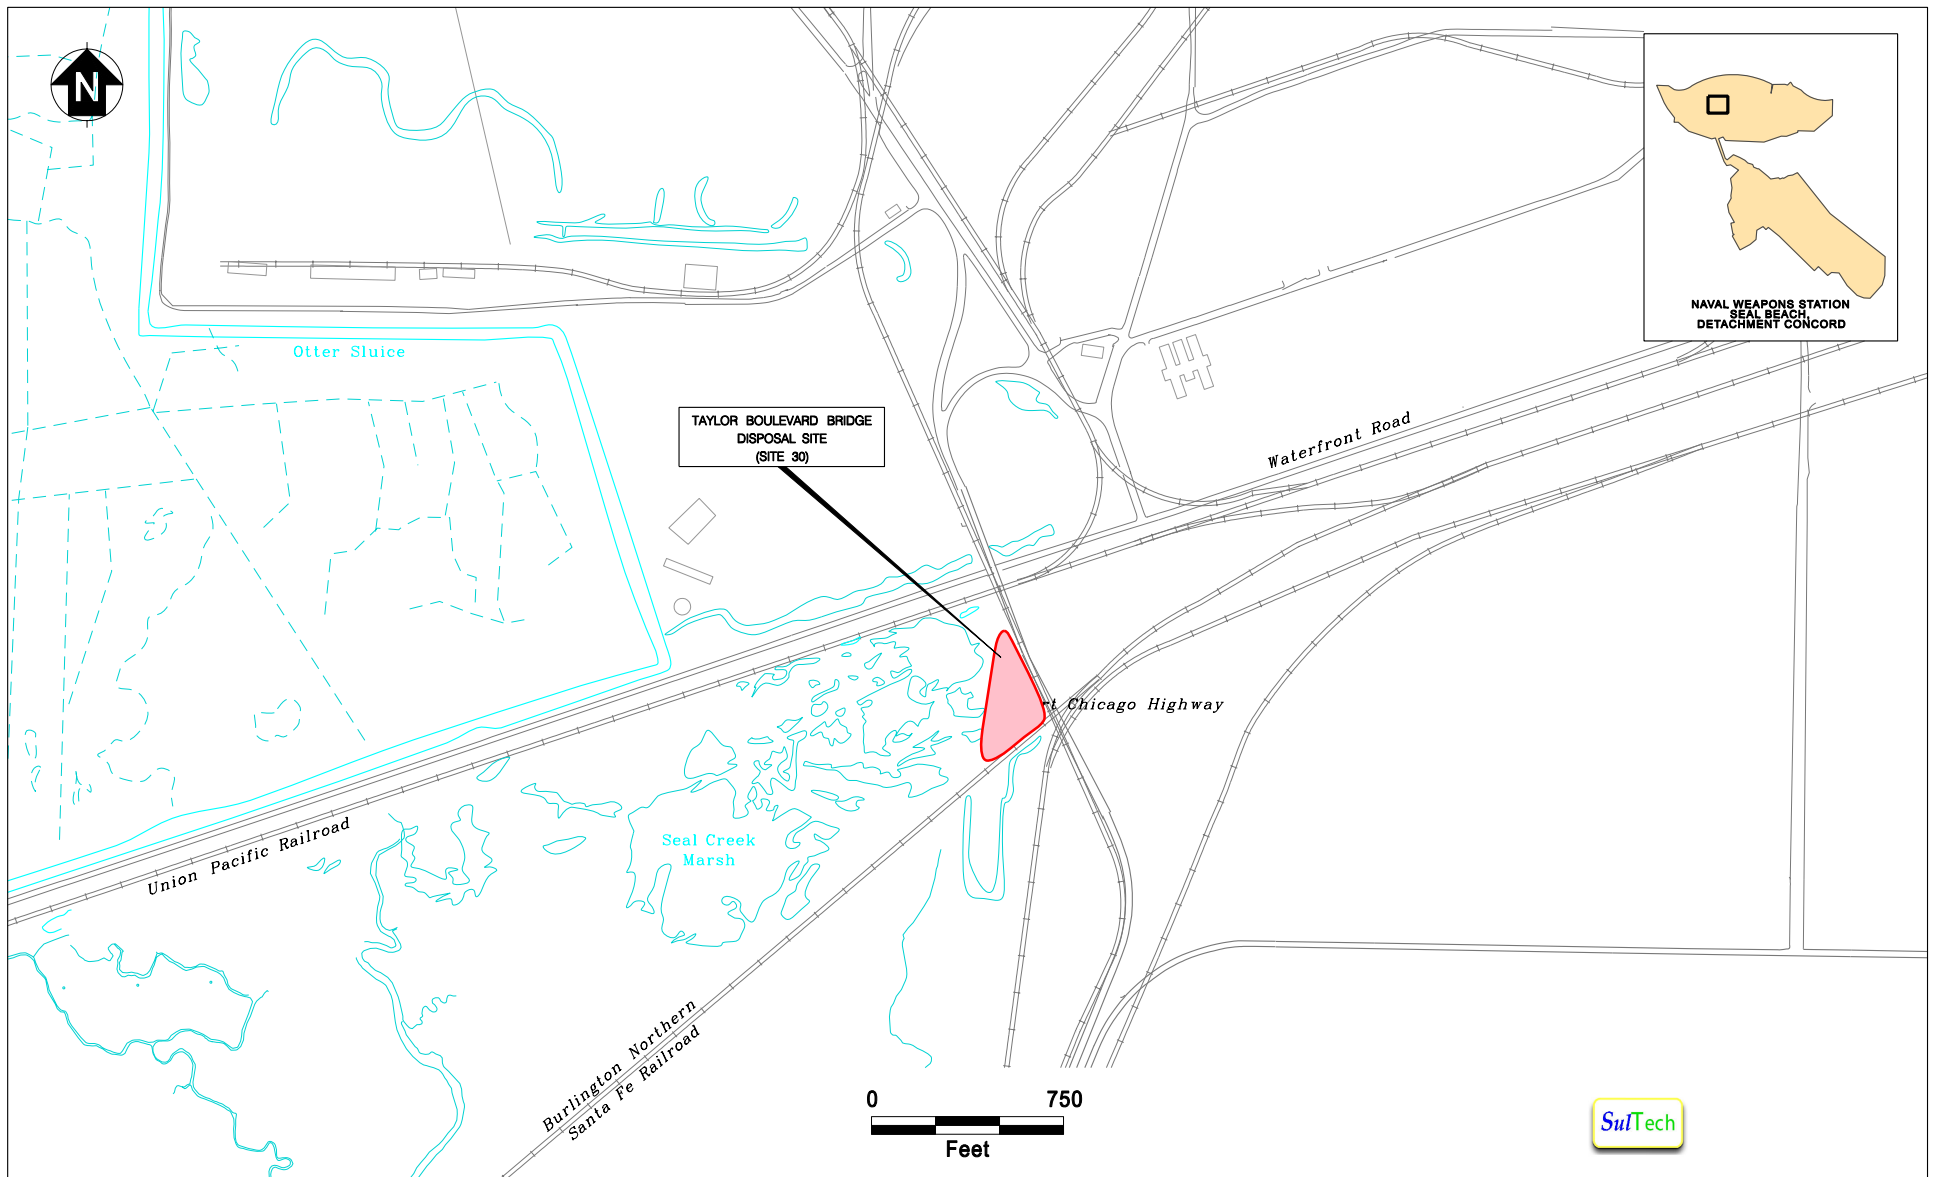 N
NAVAL WEAPONS STATION
SEAL BEACH,
DETACHMENT CONCORD
Otter Sluice
TAYLOR BOULEVARD BRIDGE
DISPOSAL SITE
(SITE 30)
Waterfront Road
t Chicago Highway
Union Pacific Railroad
Seal Creek
Marsh
Burlington Northern
Santa Fe Railroad
0 750
Feet
SulTech